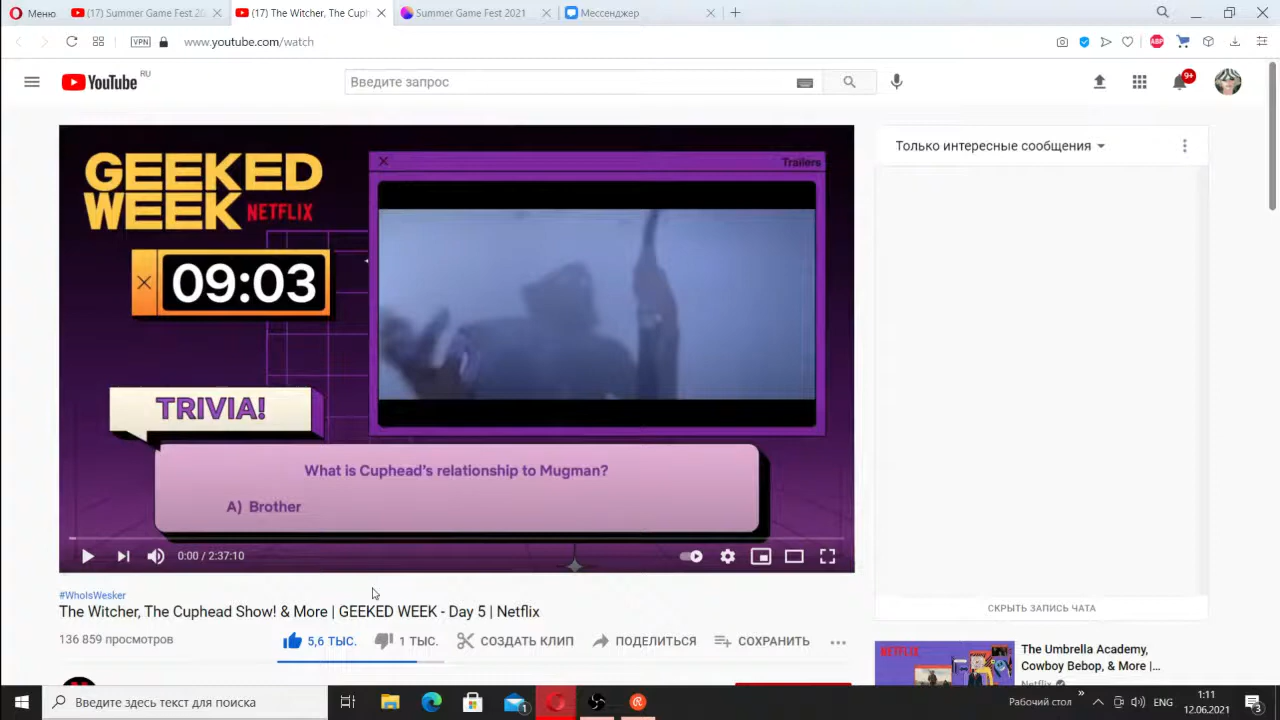 Меню
(17) Summer Game Fest 20
(17) The Witcher, The Cuph
Summer Game Fest 2021
Мессенджер
VPN
www.youtube.com/watch
ABP
YouTube
RU
Введите запрос
9+
GEEKED
WEEK
NETFLIX
Trailers
09:03
TRIVIA!
What is Cuphead's relationship to Mugman?
A) Brother
0:00 / 2:37:10
Только интересные сообщения
СКРЫТЬ ЗАПИСЬ ЧАТА
#WhoIsWesker
The Witcher, The Cuphead Show! & More | GEEKED WEEK - Day 5 | Netflix
136 859 просмотров
5,6 ТЫС.
1 ТЫС.
СОЗДАТЬ КЛИП
ПОДЕЛИТЬСЯ
СОХРАНИТЬ
NETFLIX
The Umbrella Academy,
Cowboy Bebop, & More |...
Netflix
Введите здесь текст для поиска
1
Рабочий стол
ENG
1:11
12.06.2021
3